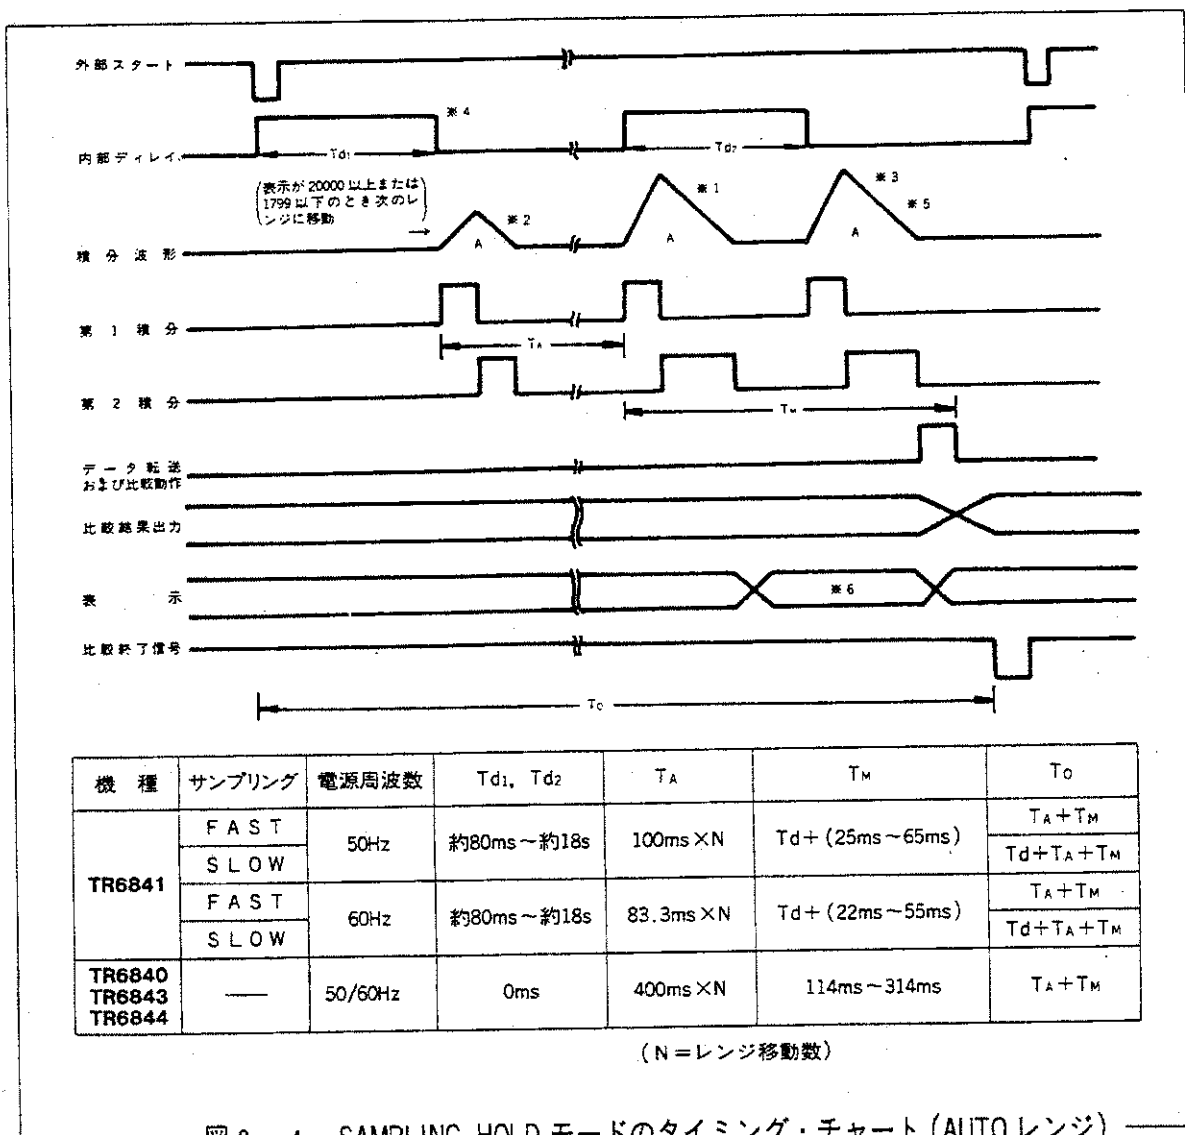 外部スタート
※4
内部ディレイ
Td1
Td2
(表示が 20000 以上または
1799 以下のとき次のレ
ンジに移動)
→
※2
※1
※3
※5
A
A
A
積 分 波 形
第 1 積 分
TA
第 2 積 分
TM
データ転送
および比較動作
比較結果出力
表 示
※6
比較終了信号
To
機 種 サンプリング 電源周波数 Td1, Td2 TA TM To
TR6841 FAST 50Hz 約80ms～約18s 100ms×N Td+(25ms～65ms) TA+TM
SLOW Td+TA+TM
FAST 60Hz 約80ms～約18s 83.3ms×N Td+(22ms～55ms) TA+TM
SLOW Td+TA+TM
TR6840
TR6843
TR6844
—— 50/60Hz 0ms 400ms×N 114ms～314ms TA+TM
(N=レンジ移動数)
SAMPLING HOLD モードのタイミング・チャート (AUTO レンジ)